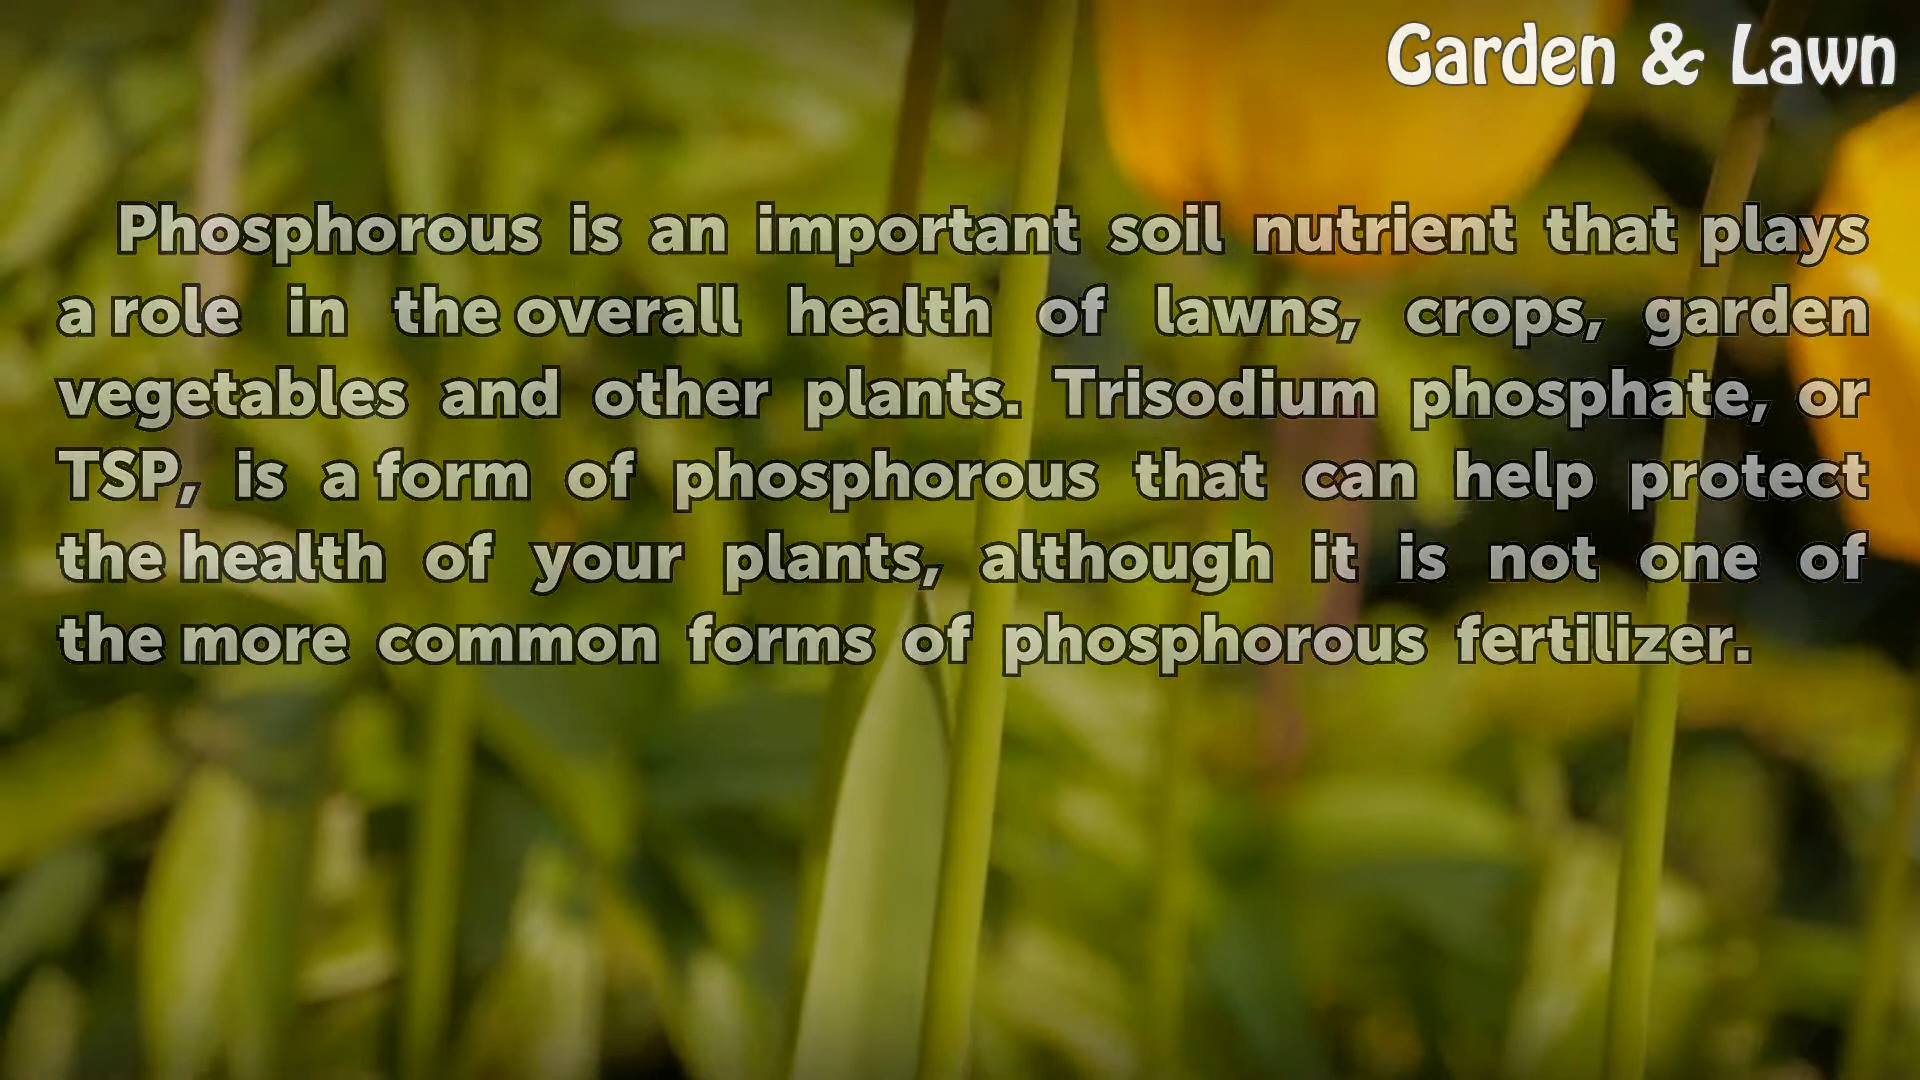 Garden & Lawn
Phosphorous is an important soil nutrient that plays
a role in the overall health of lawns, crops, garden
vegetables and other plants. Trisodium phosphate, or
TSP, is a form of phosphorous that can help protect
the health of your plants, although it is not one of
the more common forms of phosphorous fertilizer.